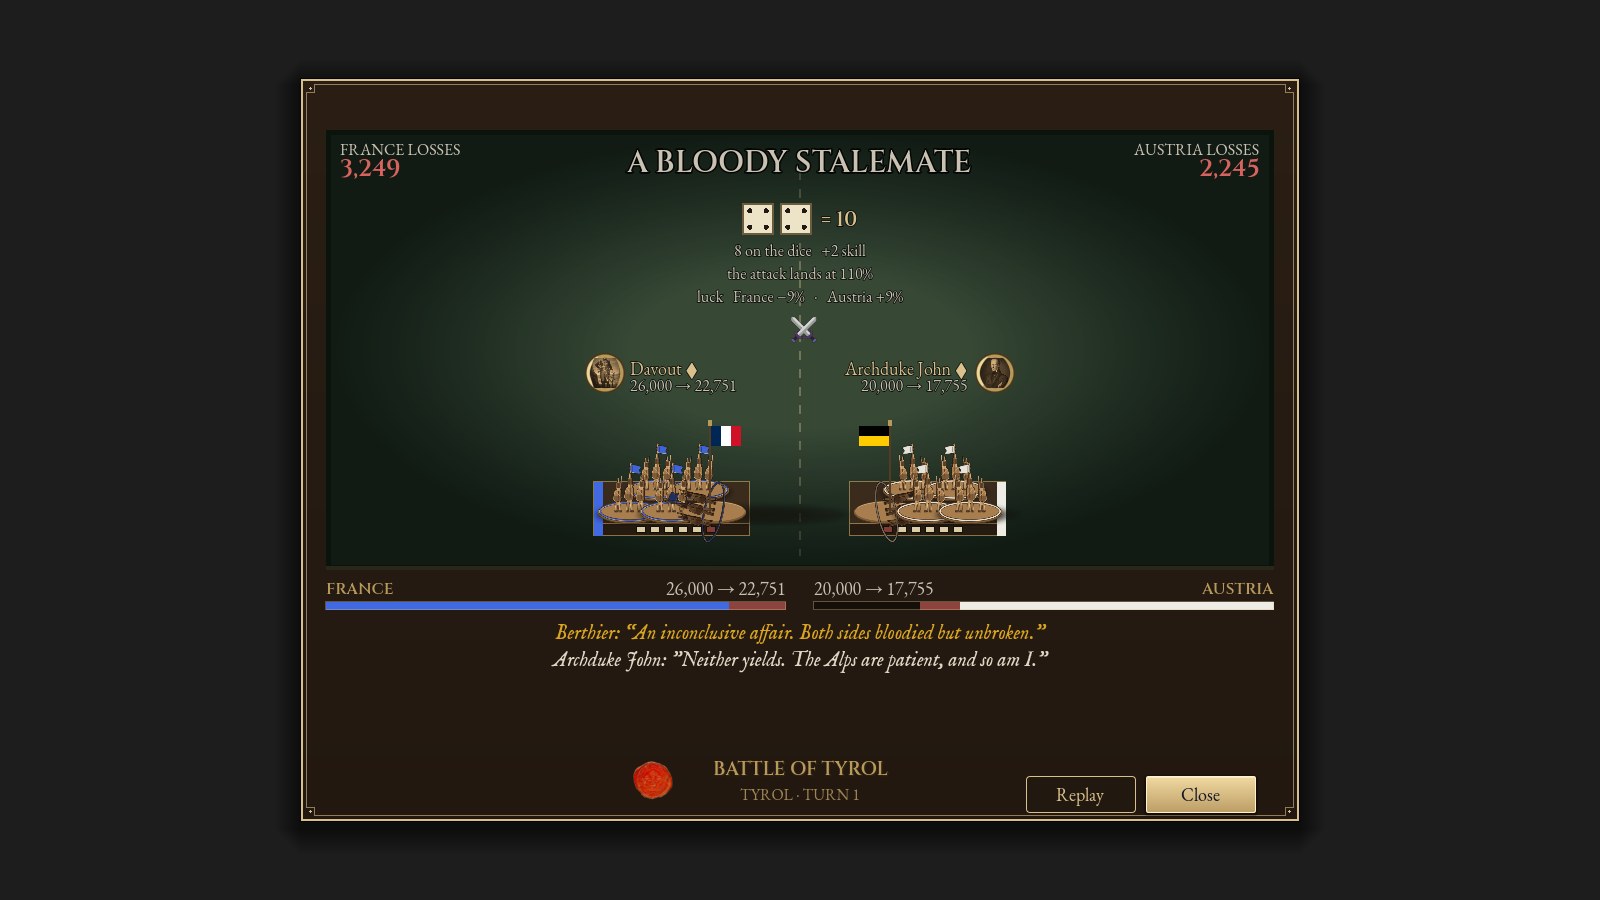 FRANCE LOSSES
3,249
A BLOODY STALEMATE
AUSTRIA LOSSES
2,245
= 10
8 on the dice +2 skill
the attack lands at 110%
luck France −9% · Austria +9%
Davout ♦
26,000 → 22,751
Archduke John ♦
20,000 → 17,755
FRANCE
26,000 → 22,751
20,000 → 17,755
AUSTRIA
Berthier: “An inconclusive affair. Both sides bloodied but unbroken.”
Archduke John: ”Neither yields. The Alps are patient, and so am I.”
BATTLE OF TYROL
TYROL · TURN 1
Replay
Close